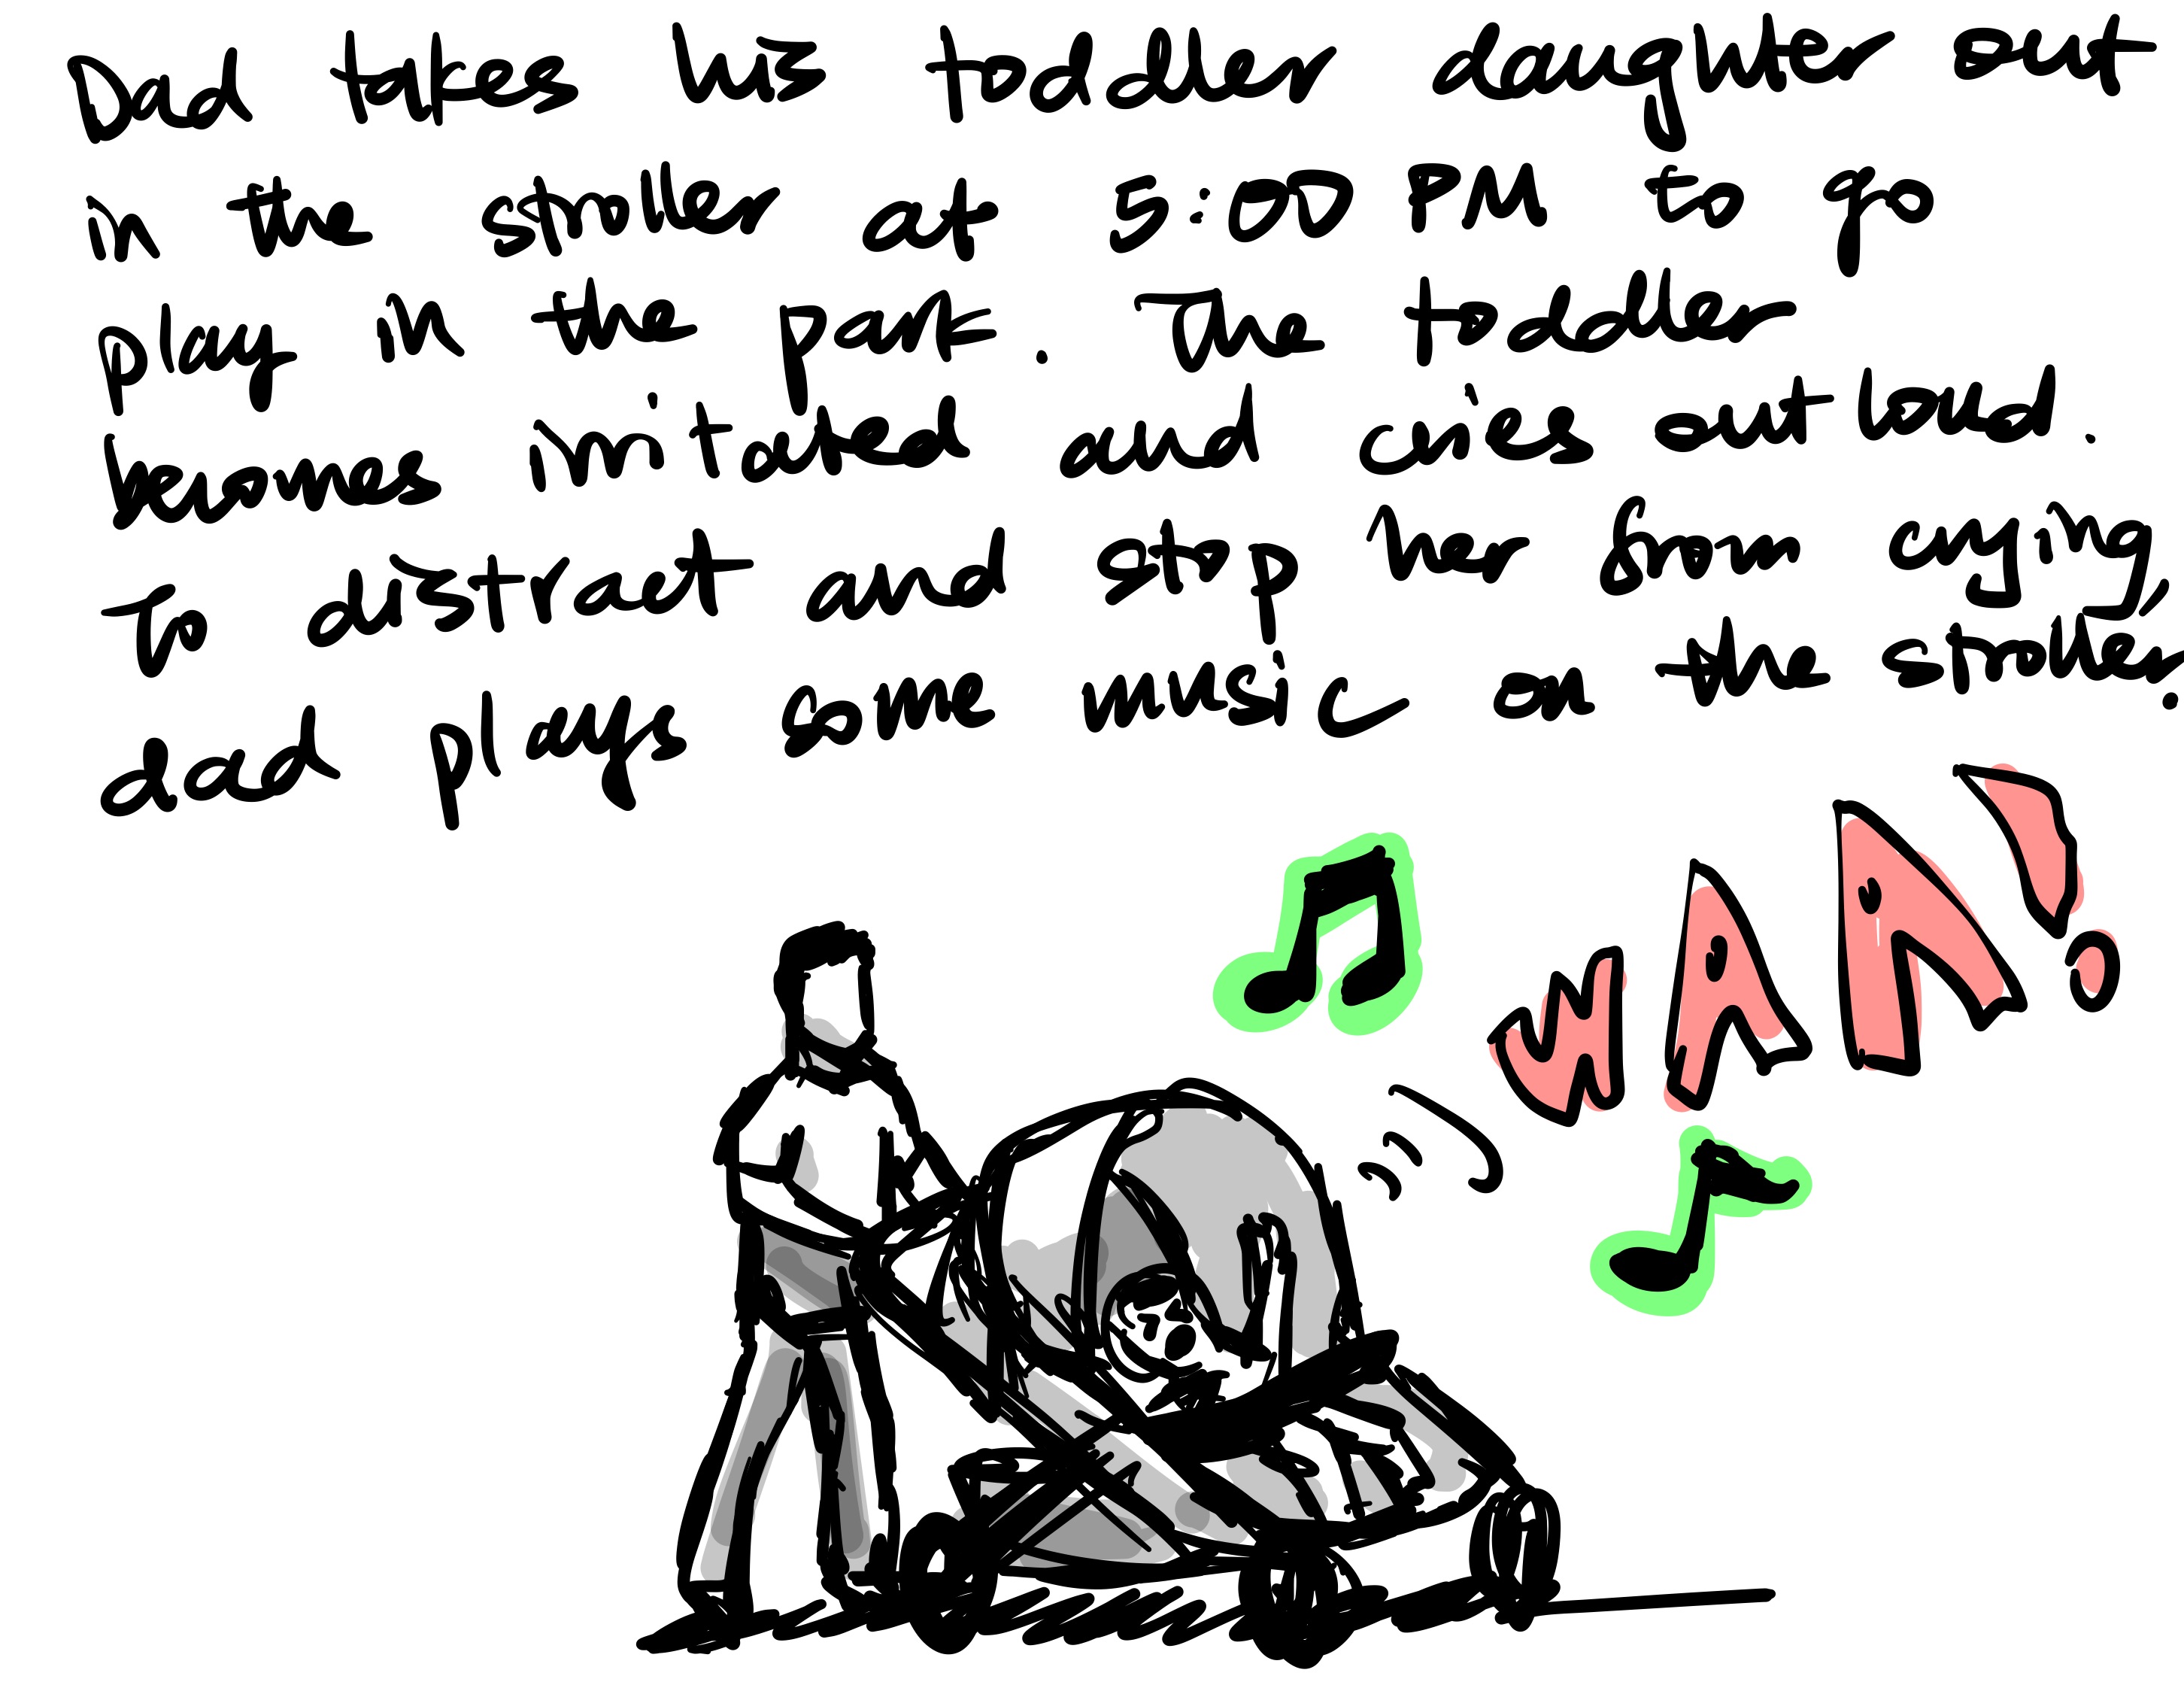 Dad takes his toddler daughter out
in the stroller at 5:00 PM to go
play in the park. The toddler
becomes irritated and cries out loud.
To distract and stop her from crying,
dad plays some music on the stroller.
WAA!